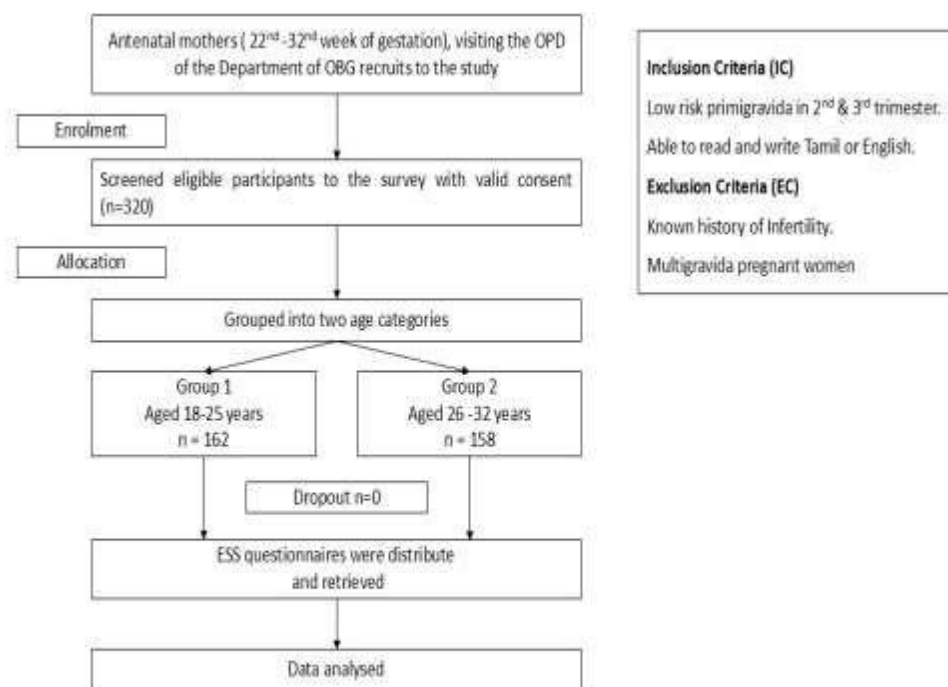 Antenatal mothers ( 22nd -32nd week of gestation), visiting the OPD
of the Department of OBG recruits to the study
Enrolment
Screened eligible participants to the survey with valid consent
(n=320)
Allocation
Grouped into two age categories
Group 1
Aged 18-25 years
n = 162
Group 2
Aged 26 -32 years
n = 158
Dropout n=0
ESS questionnaires were distribute
and retrieved
Data analysed
Inclusion Criteria (IC)
Low risk primigravida in 2nd & 3rd trimester.
Able to read and write Tamil or English.
Exclusion Criteria (EC)
Known history of Infertility.
Multigravida pregnant women